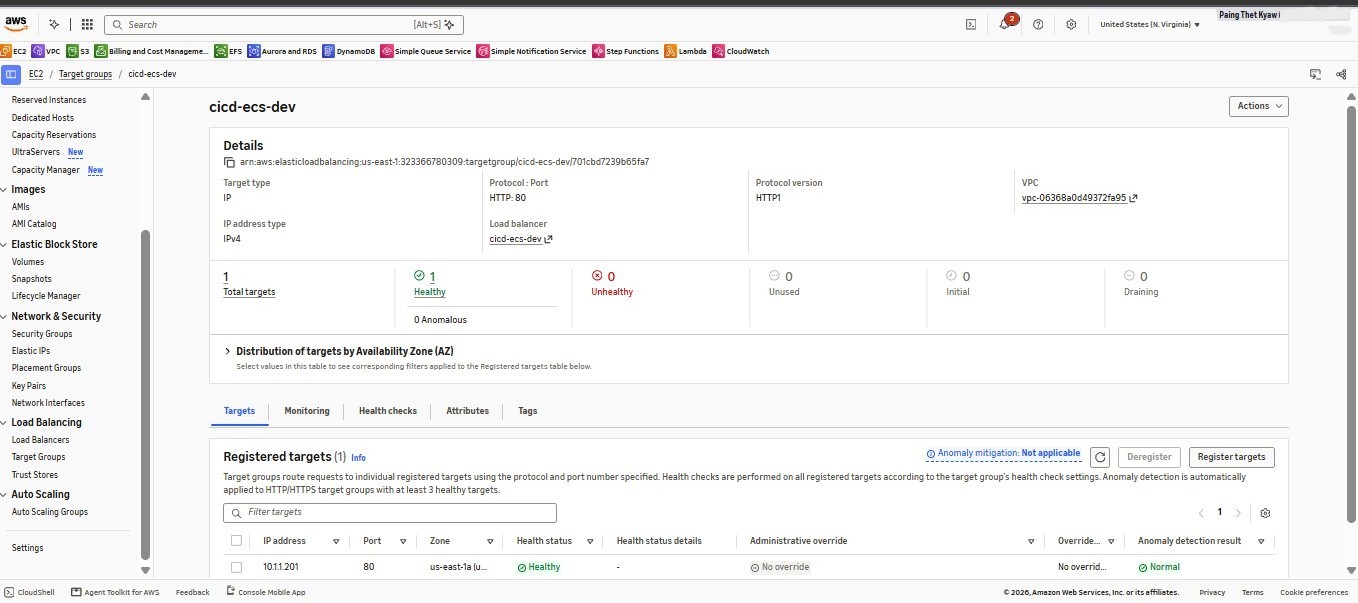 aws
Search
[Alt+S]
2
United States (N. Virginia)
Paing Thet Kyaw
EC2 VPC S3 Billing and Cost Manageme... EFS Aurora and RDS DynamoDB Simple Queue Service Simple Notification Service Step Functions Lambda CloudWatch
EC2 / Target groups / cicd-ecs-dev
Reserved Instances
Dedicated Hosts
Capacity Reservations
UltraServers New
Capacity Manager New
Images
AMIs
AMI Catalog
Elastic Block Store
Volumes
Snapshots
Lifecycle Manager
Network & Security
Security Groups
Elastic IPs
Placement Groups
Key Pairs
Network Interfaces
Load Balancing
Load Balancers
Target Groups
Trust Stores
Auto Scaling
Auto Scaling Groups
Settings
cicd-ecs-dev
Actions
Details
arn:aws:elasticloadbalancing:us-east-1:323366780309:targetgroup/cicd-ecs-dev/701cbd7239b65fa7
Target type
IP
Protocol : Port
HTTP: 80
Protocol version
HTTP1
VPC
vpc-06368a0d49372fa95
IP address type
IPv4
Load balancer
cicd-ecs-dev
1
Total targets
1
Healthy
0 Anomalous
0
Unhealthy
0
Unused
0
Initial
0
Draining
Distribution of targets by Availability Zone (AZ)
Select values in this table to see corresponding filters applied to the Registered targets table below.
Targets Monitoring Health checks Attributes Tags
Registered targets (1) Info
Anomaly mitigation: Not applicable
Deregister
Register targets
Target groups route requests to individual registered targets using the protocol and port number specified. Health checks are performed on all registered targets according to the target group's health check settings. Anomaly detection is automatically
applied to HTTP/HTTPS target groups with at least 3 healthy targets.
Filter targets
1
IP address Port Zone Health status Health status details Administrative override Override... Anomaly detection result
10.1.1.201 80 us-east-1a (u... Healthy - No override No overrid... Normal
CloudShell Agent Toolkit for AWS Feedback Console Mobile App
© 2026, Amazon Web Services, Inc. or its affiliates. Privacy Terms Cookie preferences